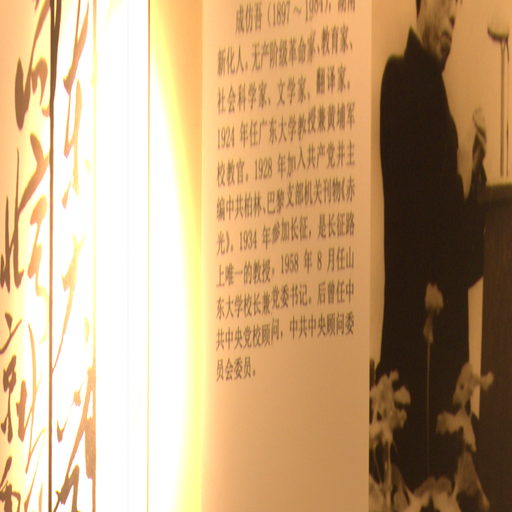 成仿吾（1897～1984），湖南
新化人。无产阶级革命家、教育家、
社会科学家、文学家、翻译家。
1924 年任广东大学教授兼黄埔军
校教官。1928 年加入共产党并主
编中共柏林、巴黎支部机关刊物《赤
光》。1934 年参加长征，是长征路
上唯一的教授。1958 年 8 月任山
东大学校长兼党委书记。后曾任中
共中央党校顾问，中共中央顾问委
员会委员。
北京